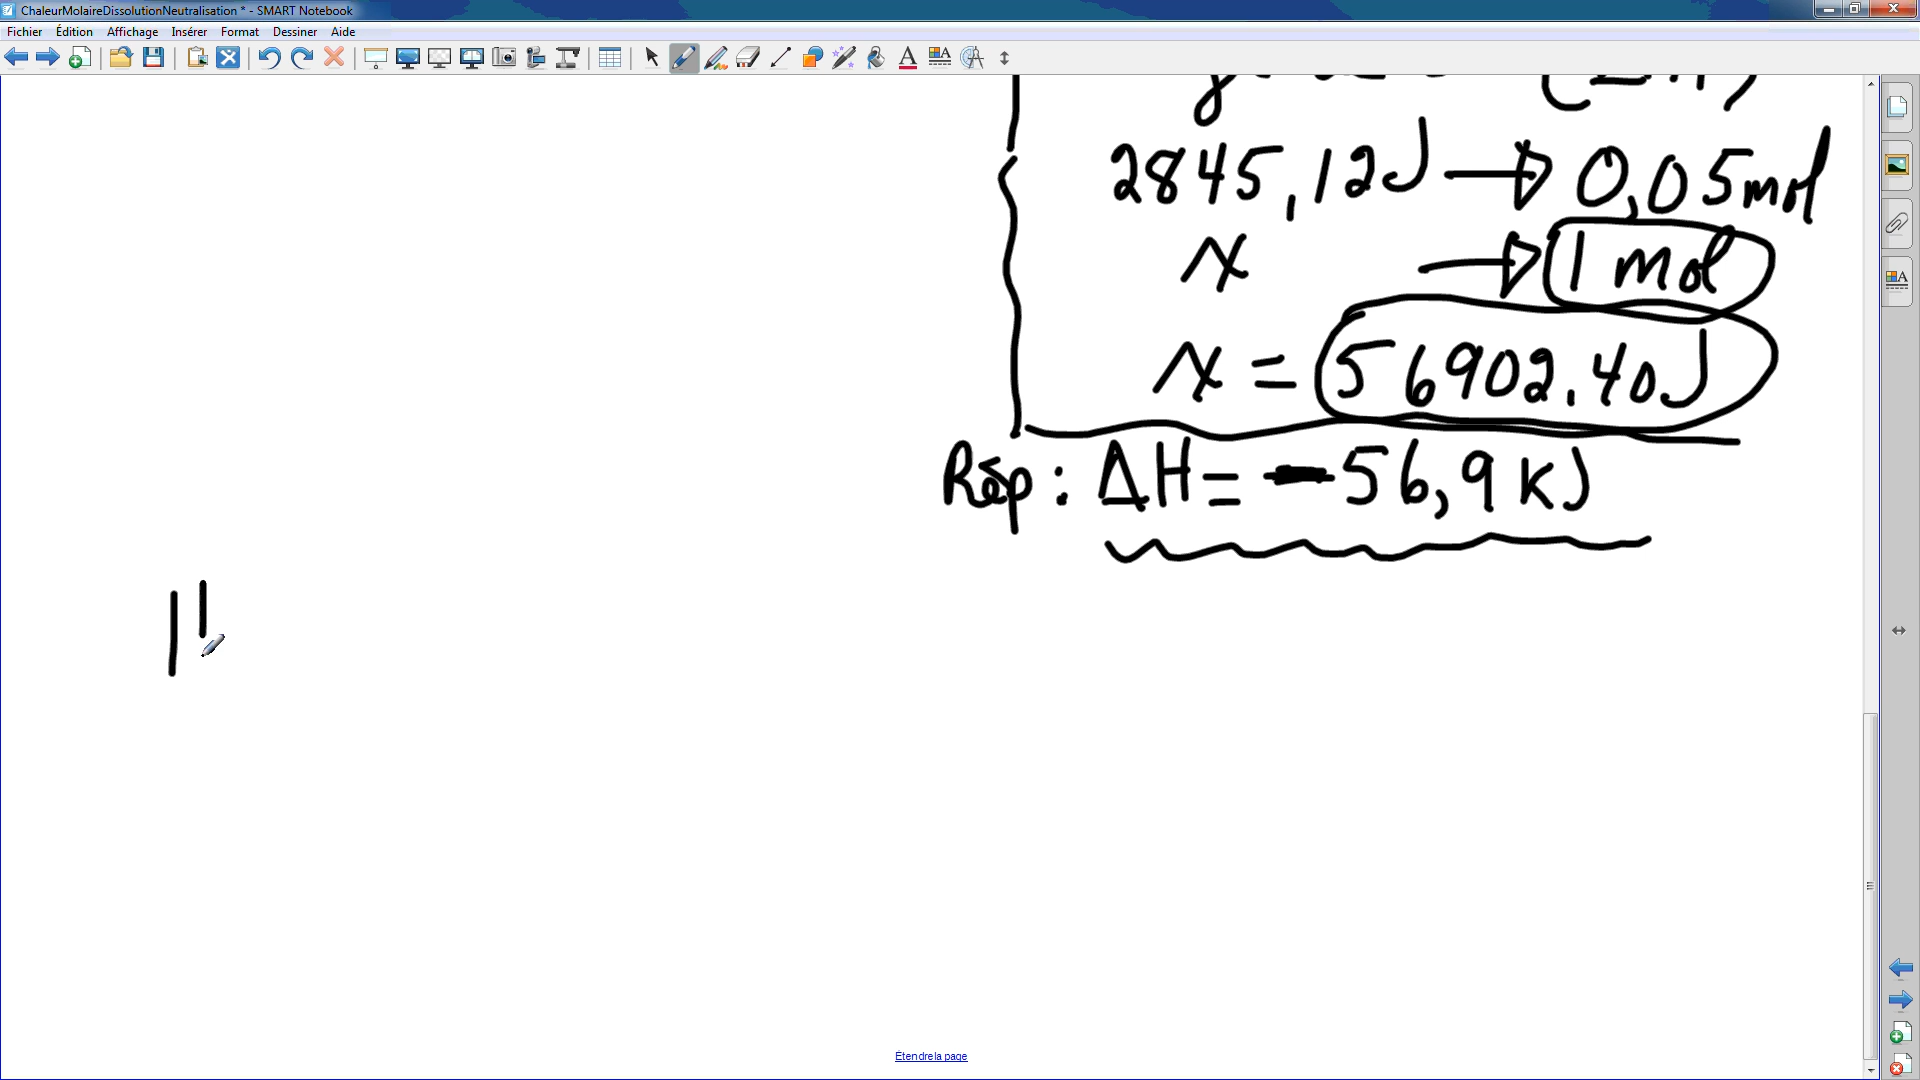 ChaleurMolaireDissolutionNeutralisation * - SMART Notebook
Fichier Édition Affichage Insérer Format Dessiner Aide
2845,12J → 0,05mol
x → 1 mol
x = 56902.40J
Rép : ΔH = -56,9 kJ
Étendre la page